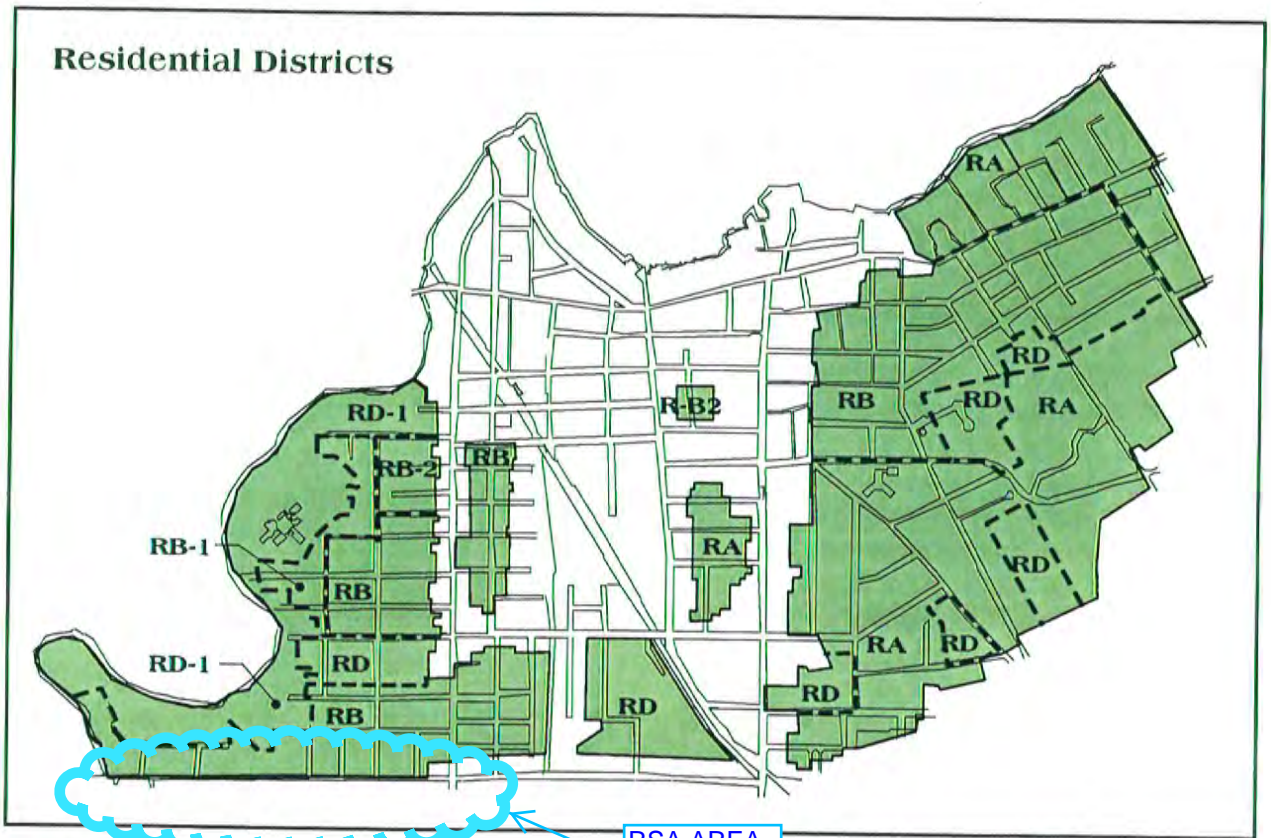 Residential Districts
RA
RD
RD-1
R-B2
RB
RD
RA
RB-2
RB
RB-1
RA
RD
RB
RD-1
RD
RA
RD
RD
RD
RB
RSA AREA